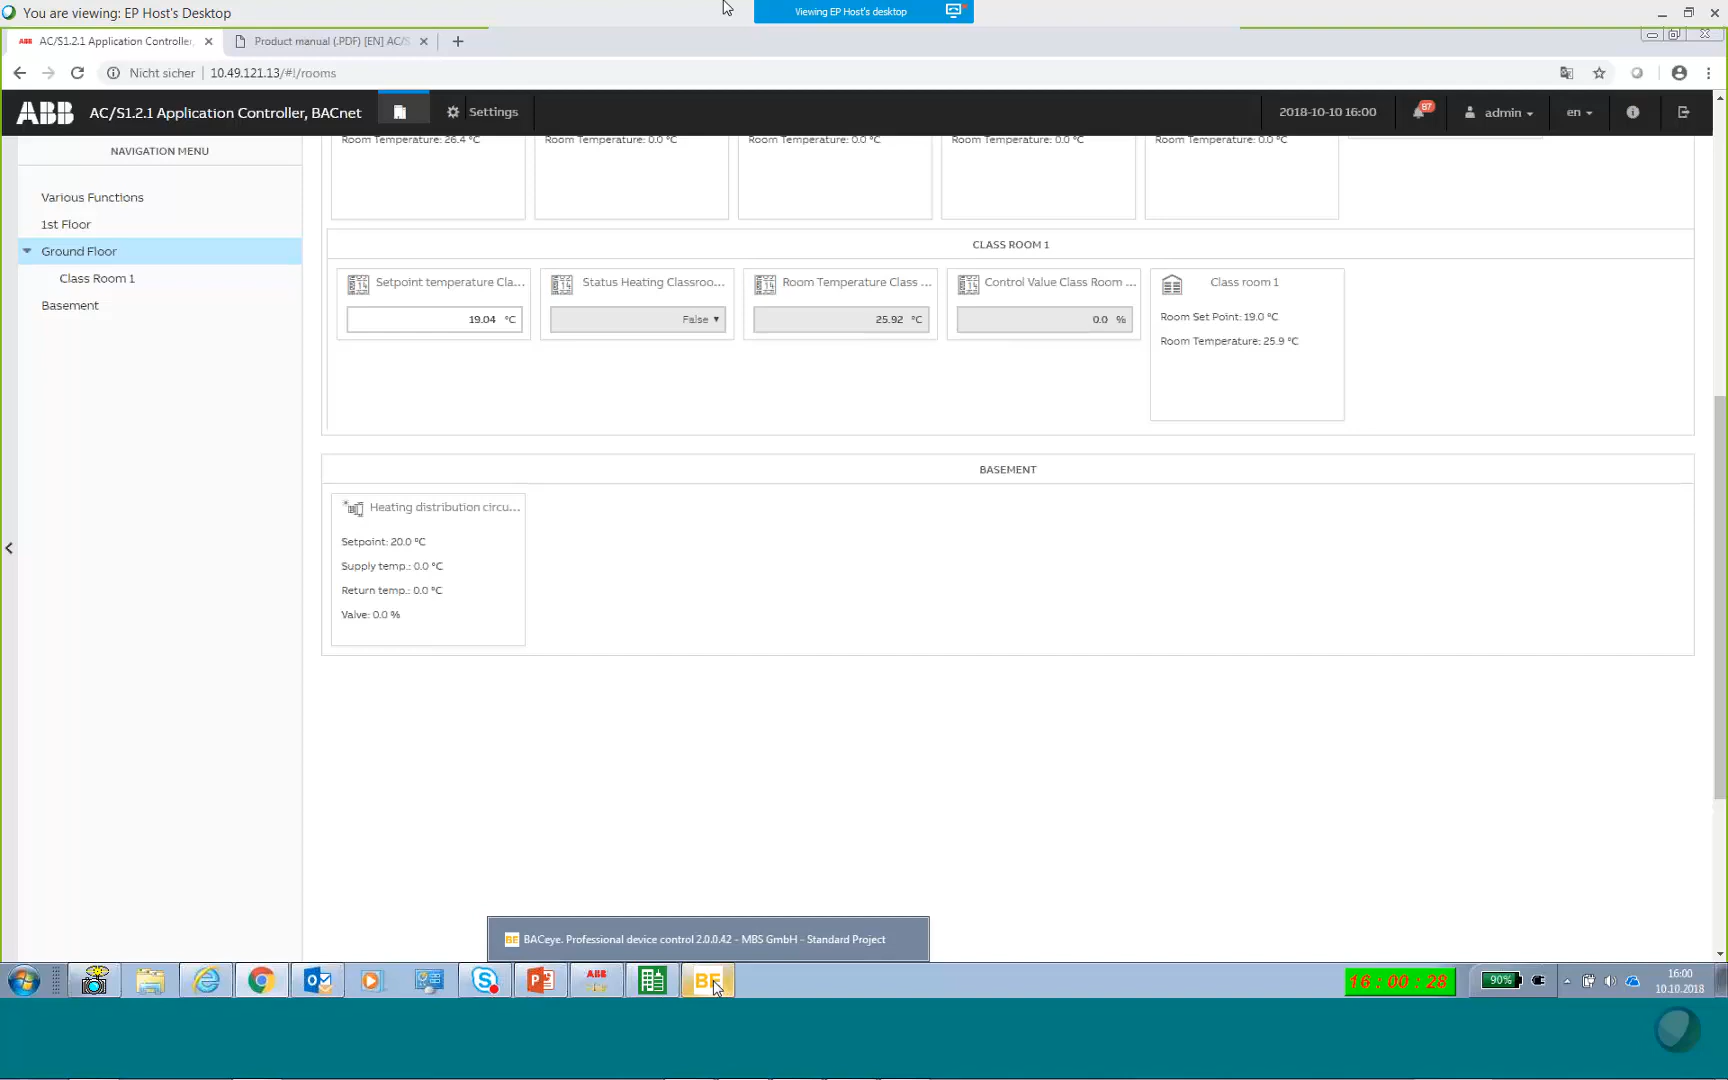 You are viewing: EP Host's Desktop
Viewing EP Host's desktop
AC/S1.2.1 Application Controller,
Product manual (.PDF) [EN] AC/S
Nicht sicher
10.49.121.13/#!/rooms
ABB
AC/S1.2.1 Application Controller, BACnet
Settings
2018-10-10 16:00
87
admin
en
NAVIGATION MENU
Various Functions
1st Floor
Ground Floor
Class Room 1
Basement
Room Temperature: 26.4 °C
Room Temperature: 0.0 °C
Room Temperature: 0.0 °C
Room Temperature: 0.0 °C
Room Temperature: 0.0 °C
CLASS ROOM 1
Setpoint temperature Cla...
19.04 °C
Status Heating Classroo...
False
Room Temperature Class ...
25.92 °C
Control Value Class Room ...
0.0 %
Class room 1
Room Set Point: 19.0 °C
Room Temperature: 25.9 °C
BASEMENT
Heating distribution circu...
Setpoint: 20.0 °C
Supply temp.: 0.0 °C
Return temp.: 0.0 °C
Valve: 0.0 %
BE BACeye. Professional device control 2.0.0.42 - MBS GmbH - Standard Project
ABB
BE
16:00:28
90%
16:00
10.10.2018